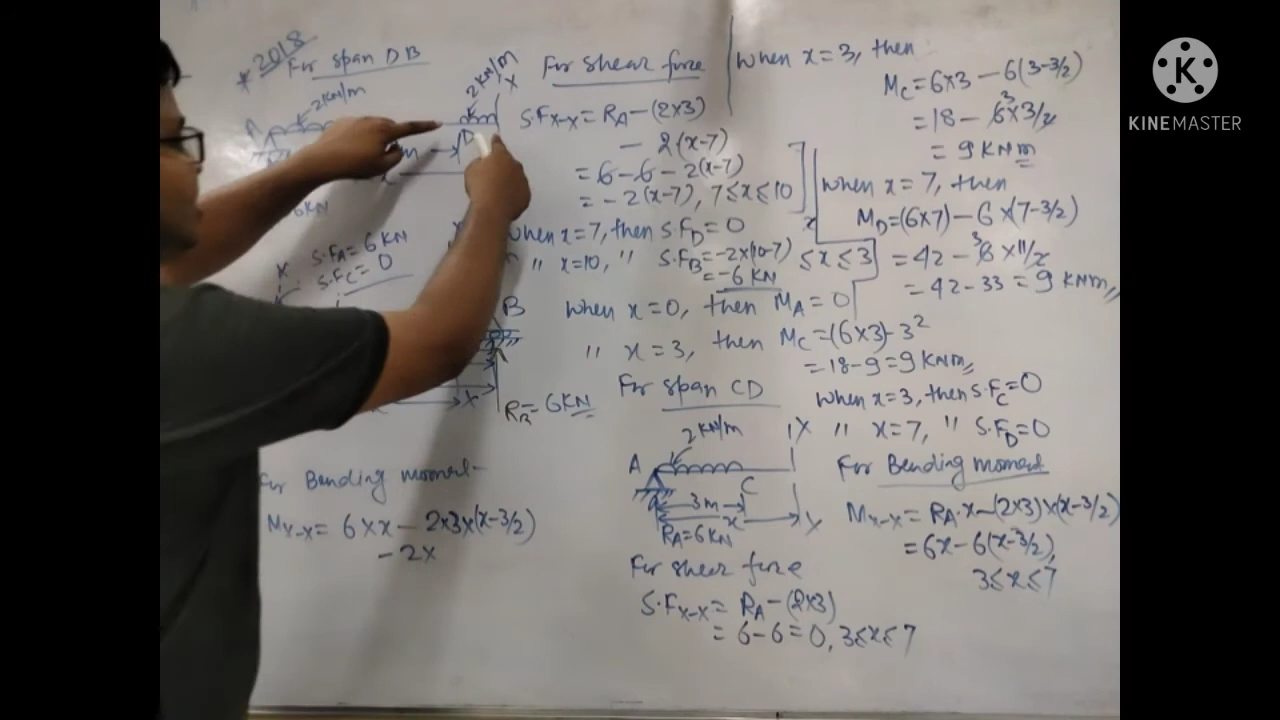 * 2018
For span DB
2KN/m
2KN/m
X
A
D
m
x
6KN
S.F_A = 6 KN
S.F_C = 0
X
B
X
R_B = 6KN
For Bending moment-
M_X-X = 6 × x - 2×3×(x-3/2)
- 2×
For shear force
S.F_X-X = R_A - (2×3)
- 2(x-7)
= 6 - 6 - 2(x-7)
= -2(x-7), 7≤x≤10
when x=7, then S.F_D = 0
" x=10, " S.F_B = -2×(10-7)
= -6 KN
≤x≤3
when x=0, then M_A = 0
" x=3, then M_C = (6×3)-3²
= 18-9 = 9 KNm
For span CD
2KN/m
X
A
C
3m
x
R_A=6KN
X
For shear force
S.F_X-X = R_A - (2×3)
= 6-6 = 0, 3≤x≤7
when x=3, then
M_C = 6×3 - 6(3-3/2)
= 18 - 6×3/2
3
= 9 KNm
when x=7, then
M_D = (6×7) - 6×(7-3/2)
= 42 - 6 × 11/2
3
= 42-33 = 9 KNm
when x=3, then S.F_C=0
" x=7, " S.F_D=0
For Bending moment
M_X-X = R_A.x - (2×3)×(x-3/2)
= 6x - 6(x-3/2),
3≤x≤7
K
KINEMASTER